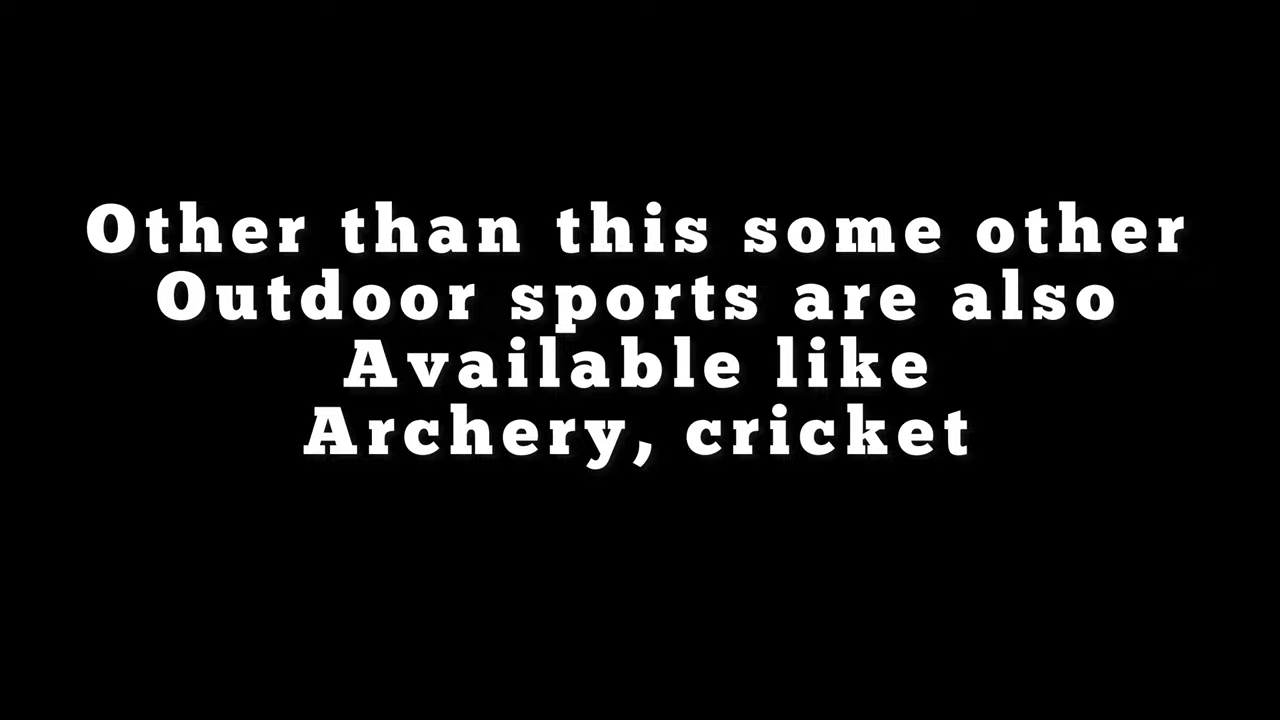 Other than this some other
Outdoor sports are also
Available like
Archery, cricket